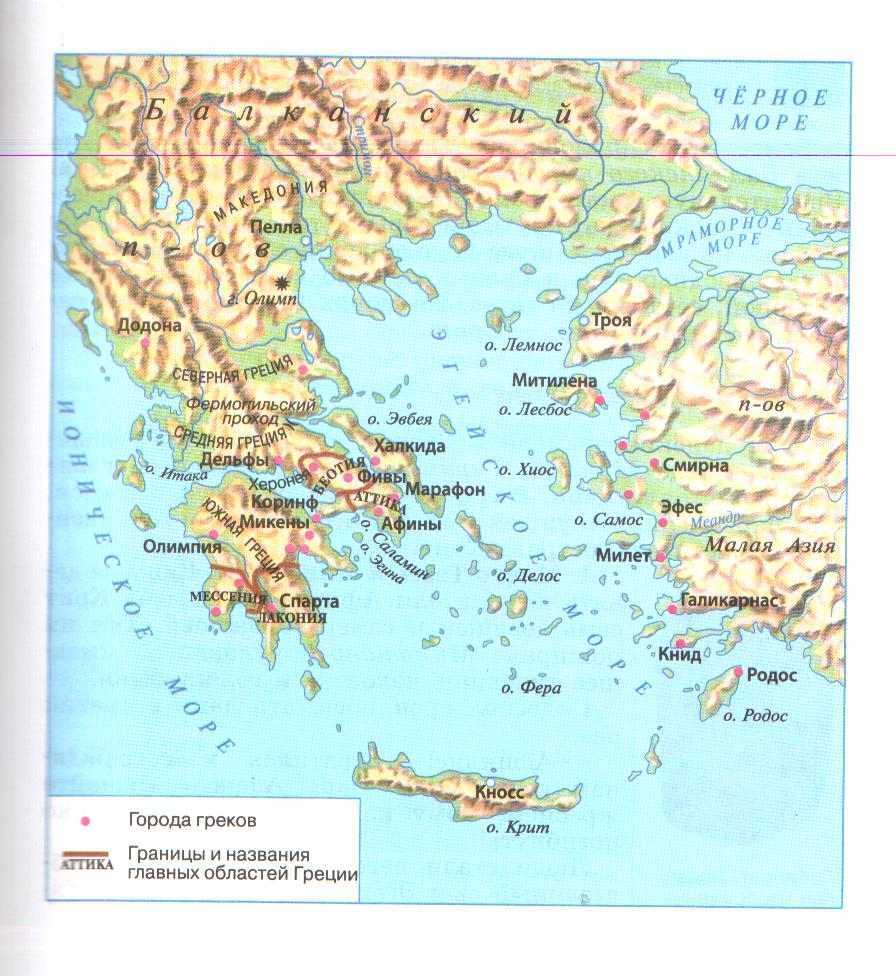 ЧЁРНОЕ
МОРЕ
Балканский
Стримон
МАКЕДОНИЯ
Пелла
п-ов
МРАМОРНОЕ
МОРЕ
г. Олимп
Додона
Троя
о. Лемнос
СЕВЕРНАЯ ГРЕЦИЯ
Митилена
Фермопильский
проход
о. Эвбея
о. Лесбос
п-ов
ЭГЕЙСКОЕ МОРЕ
ИОНИЧЕСКОЕ МОРЕ
СРЕДНЯЯ ГРЕЦИЯ
Халкида
Дельфы
о. Итака
Херонея
БЕОТИЯ
Фивы
о. Хиос
Смирна
Марафон
АТТИКА
Коринф
Микены
Афины
ЮЖНАЯ ГРЕЦИЯ
о. Саламин
о. Эгина
о. Самос
Эфес
Меандр
Олимпия
Милет
Малая Азия
о. Делос
МЕССЕНИЯ
Спарта
ЛАКОНИЯ
Галикарнас
Книд
о. Фера
Родос
о. Родос
Кносс
о. Крит
Города греков
АТТИКА
Границы и названия
главных областей Греции